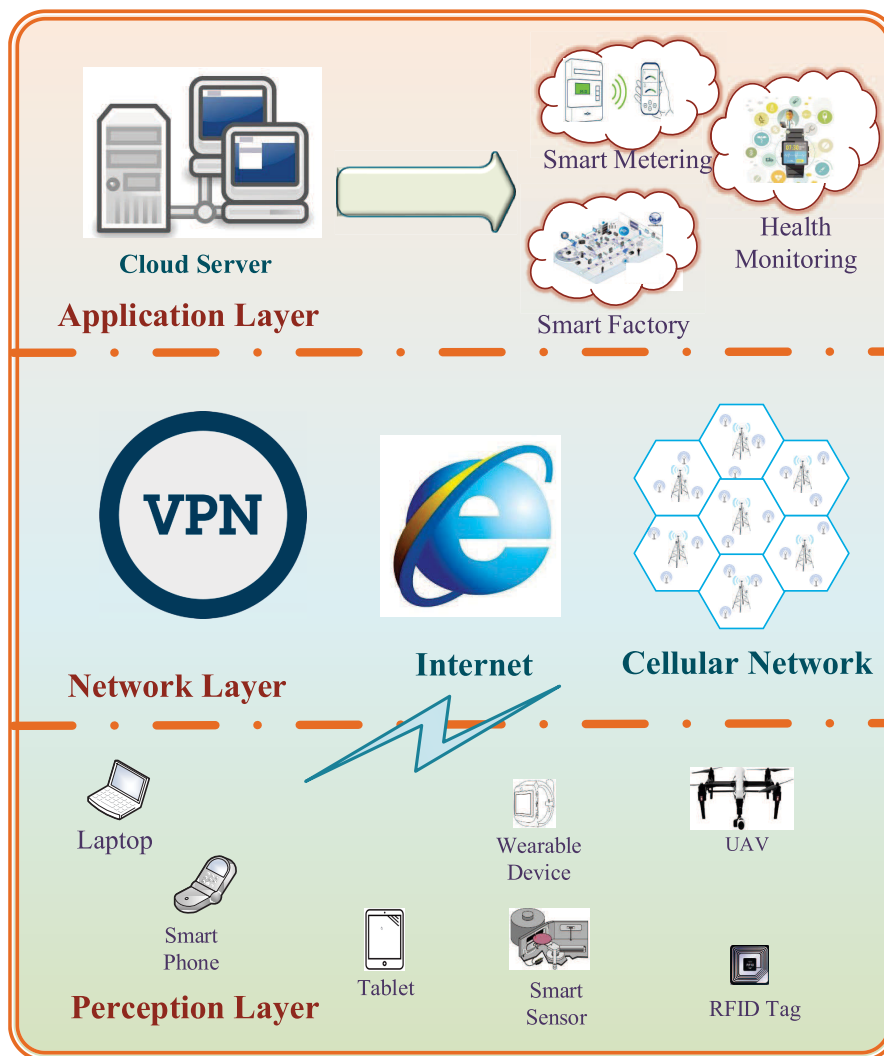 Smart Metering
Health
Monitoring
Cloud Server
Smart Factory
Application Layer
VPN
Internet
Cellular Network
Network Layer
Laptop
Wearable
Device
UAV
Smart
Phone
Tablet
Smart
Sensor
RFID Tag
Perception Layer